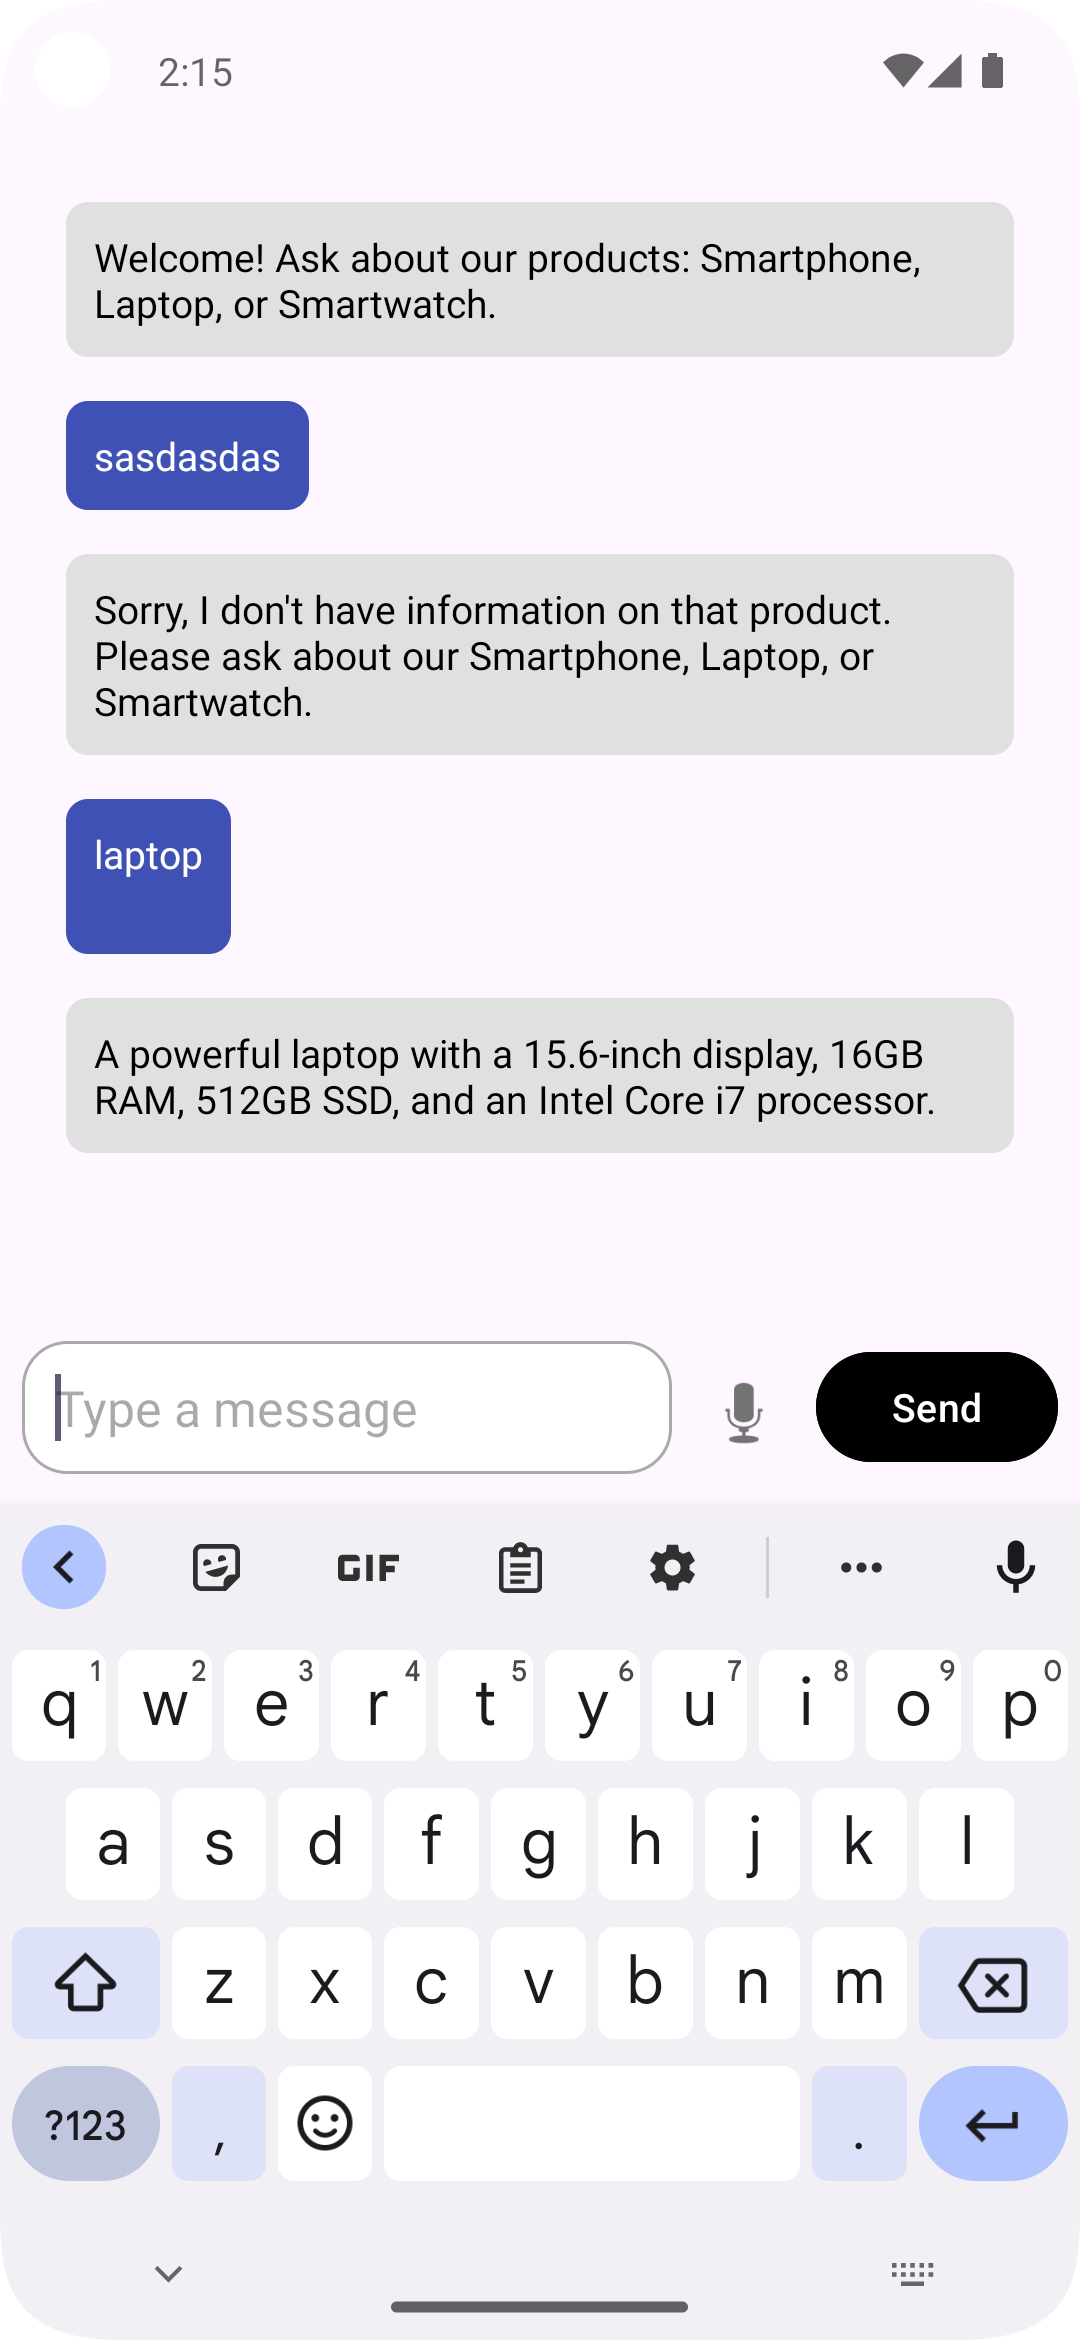 2:15
Welcome! Ask about our products: Smartphone,
Laptop, or Smartwatch.
sasdasdas
Sorry, I don't have information on that product.
Please ask about our Smartphone, Laptop, or
Smartwatch.
laptop
A powerful laptop with a 15.6-inch display, 16GB
RAM, 512GB SSD, and an Intel Core i7 processor.
Type a message
Send
GIF
q 1 w 2 e 3 r 4 t 5 y 6 u 7 i 8 o 9 p 0
a s d f g h j k l
z x c v b n m
?123 , .